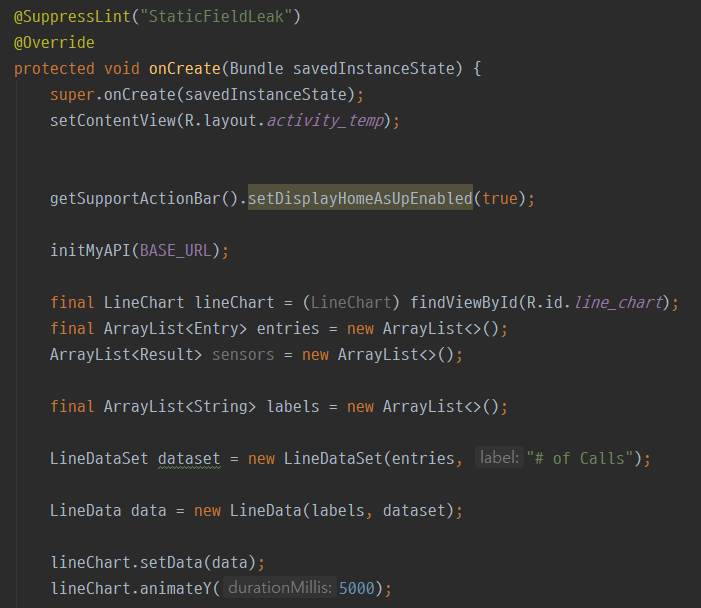 @SuppressLint("StaticFieldLeak")
@Override
protected void onCreate(Bundle savedInstanceState) {
super.onCreate(savedInstanceState);
setContentView(R.layout.activity_temp);
getSupportActionBar().setDisplayHomeAsUpEnabled(true);
initMyAPI(BASE_URL);
final LineChart lineChart = (LineChart) findViewById(R.id.line_chart);
final ArrayList<Entry> entries = new ArrayList<>();
ArrayList<Result> sensors = new ArrayList<>();
final ArrayList<String> labels = new ArrayList<>();
LineDataSet dataset = new LineDataSet(entries, label: "# of Calls");
LineData data = new LineData(labels, dataset);
lineChart.setData(data);
lineChart.animateY( durationMillis: 5000);